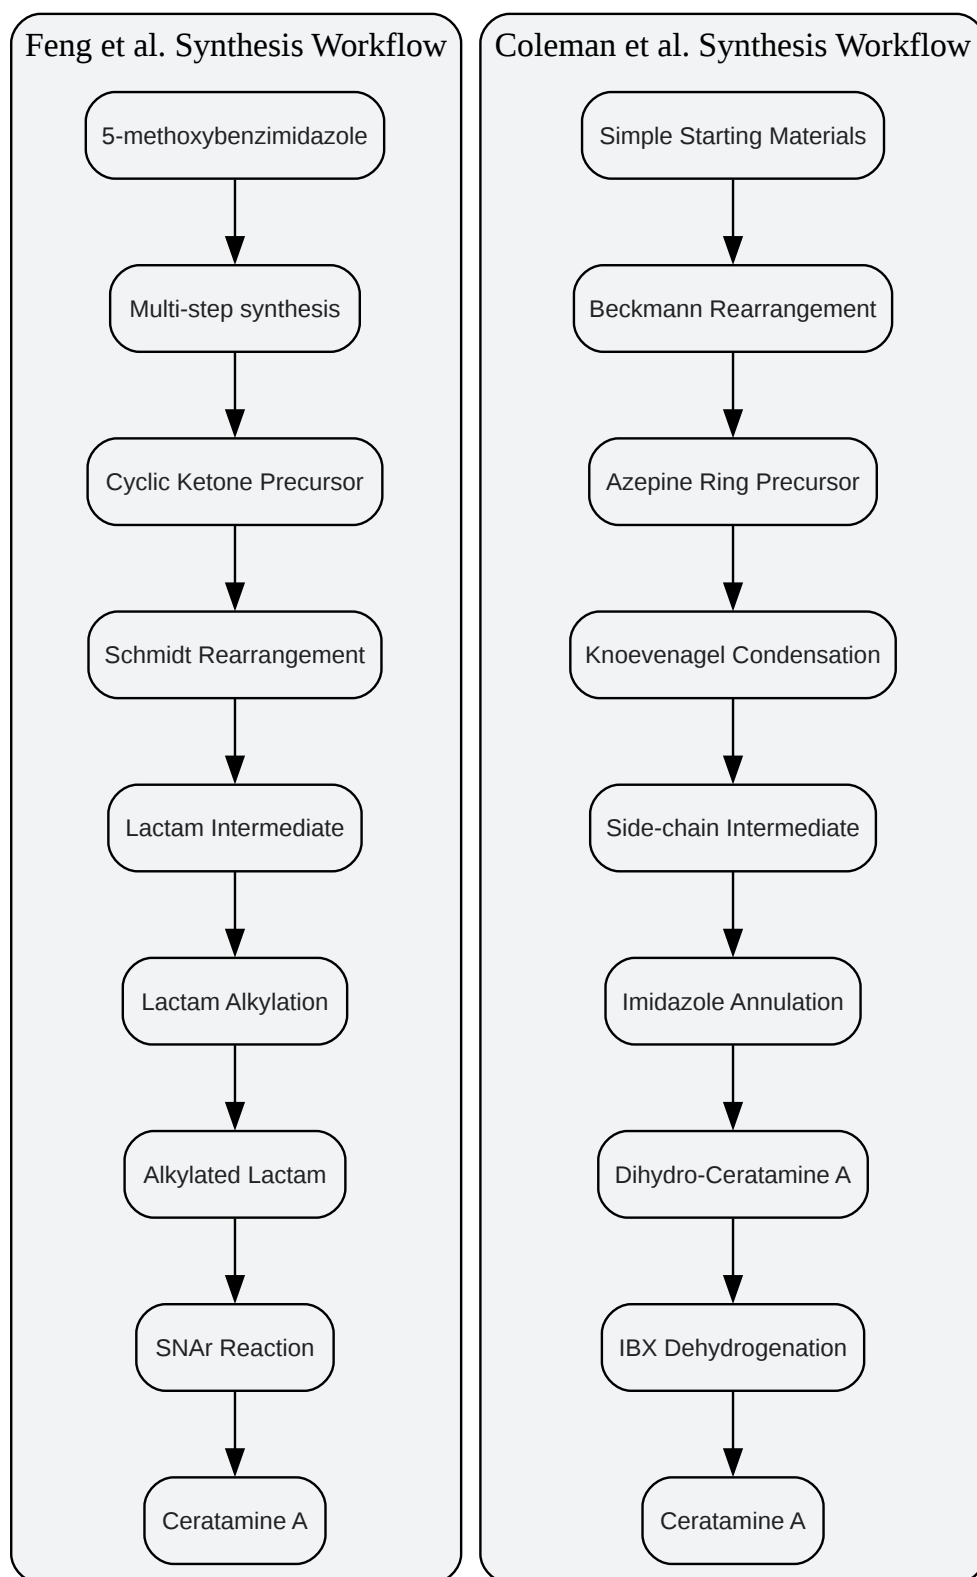 Feng et al. Synthesis Workflow
5-methoxybenzimidazole
Multi-step synthesis
Cyclic Ketone Precursor
Schmidt Rearrangement
Lactam Intermediate
Lactam Alkylation
Alkylated Lactam
SNAr Reaction
Ceratamine A
Coleman et al. Synthesis Workflow
Simple Starting Materials
Beckmann Rearrangement
Azepine Ring Precursor
Knoevenagel Condensation
Side-chain Intermediate
Imidazole Annulation
Dihydro-Ceratamine A
IBX Dehydrogenation
Ceratamine A